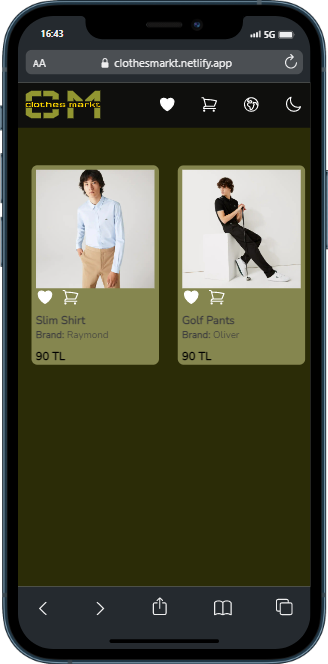 16:43
5G
AA
clothesmarkt.netlify.app
CM
clothes markt
Slim Shirt
Brand: Raymond
90 TL
Golf Pants
Brand: Oliver
90 TL